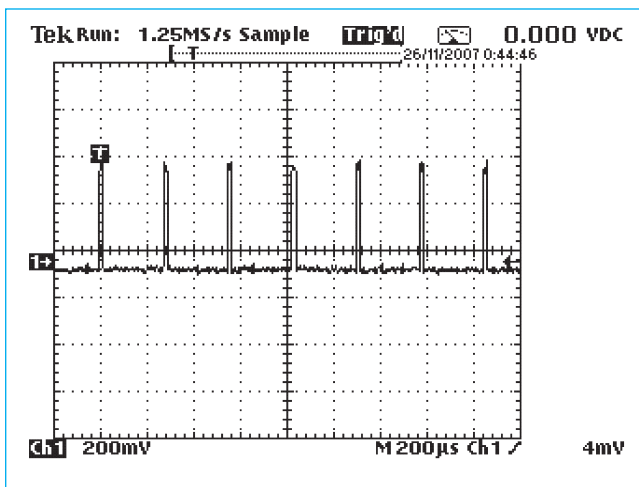 Tek Run: 1.25MS/s Sample Trig'd 0.000 VDC
[ T 26/11/2007 0:44:46
T
1→
Ch1 200mV M 200µs Ch1 4mV